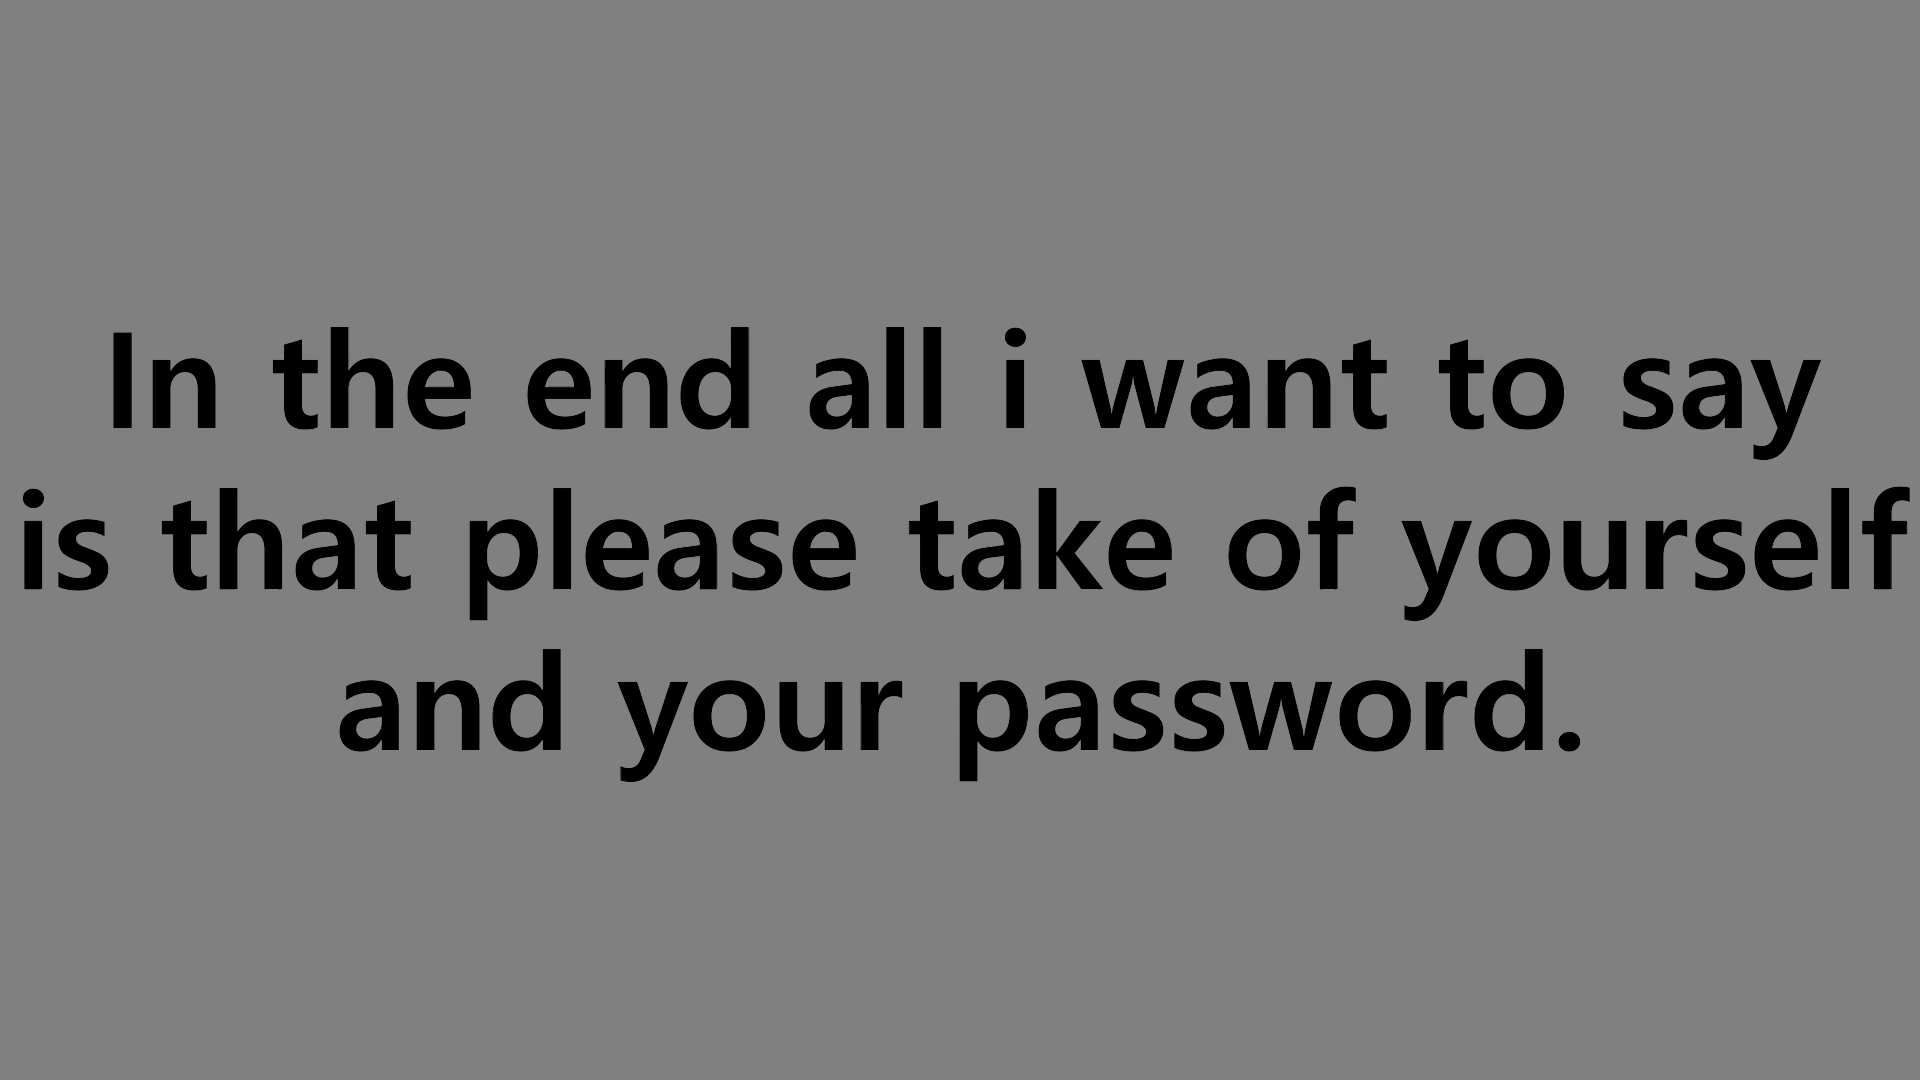 In the end all i want to say
is that please take of yourself
and your password.